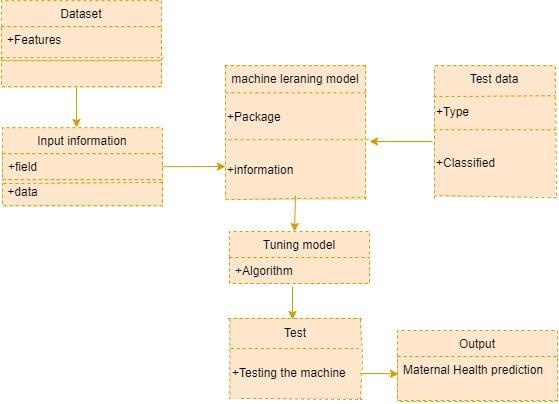 Dataset
+Features
Input information
+field
+data
machine leraning model
+Package
+information
Test data
+Type
+Classified
Tuning model
+Algorithm
Test
+Testing the machine
Output
Maternal Health prediction